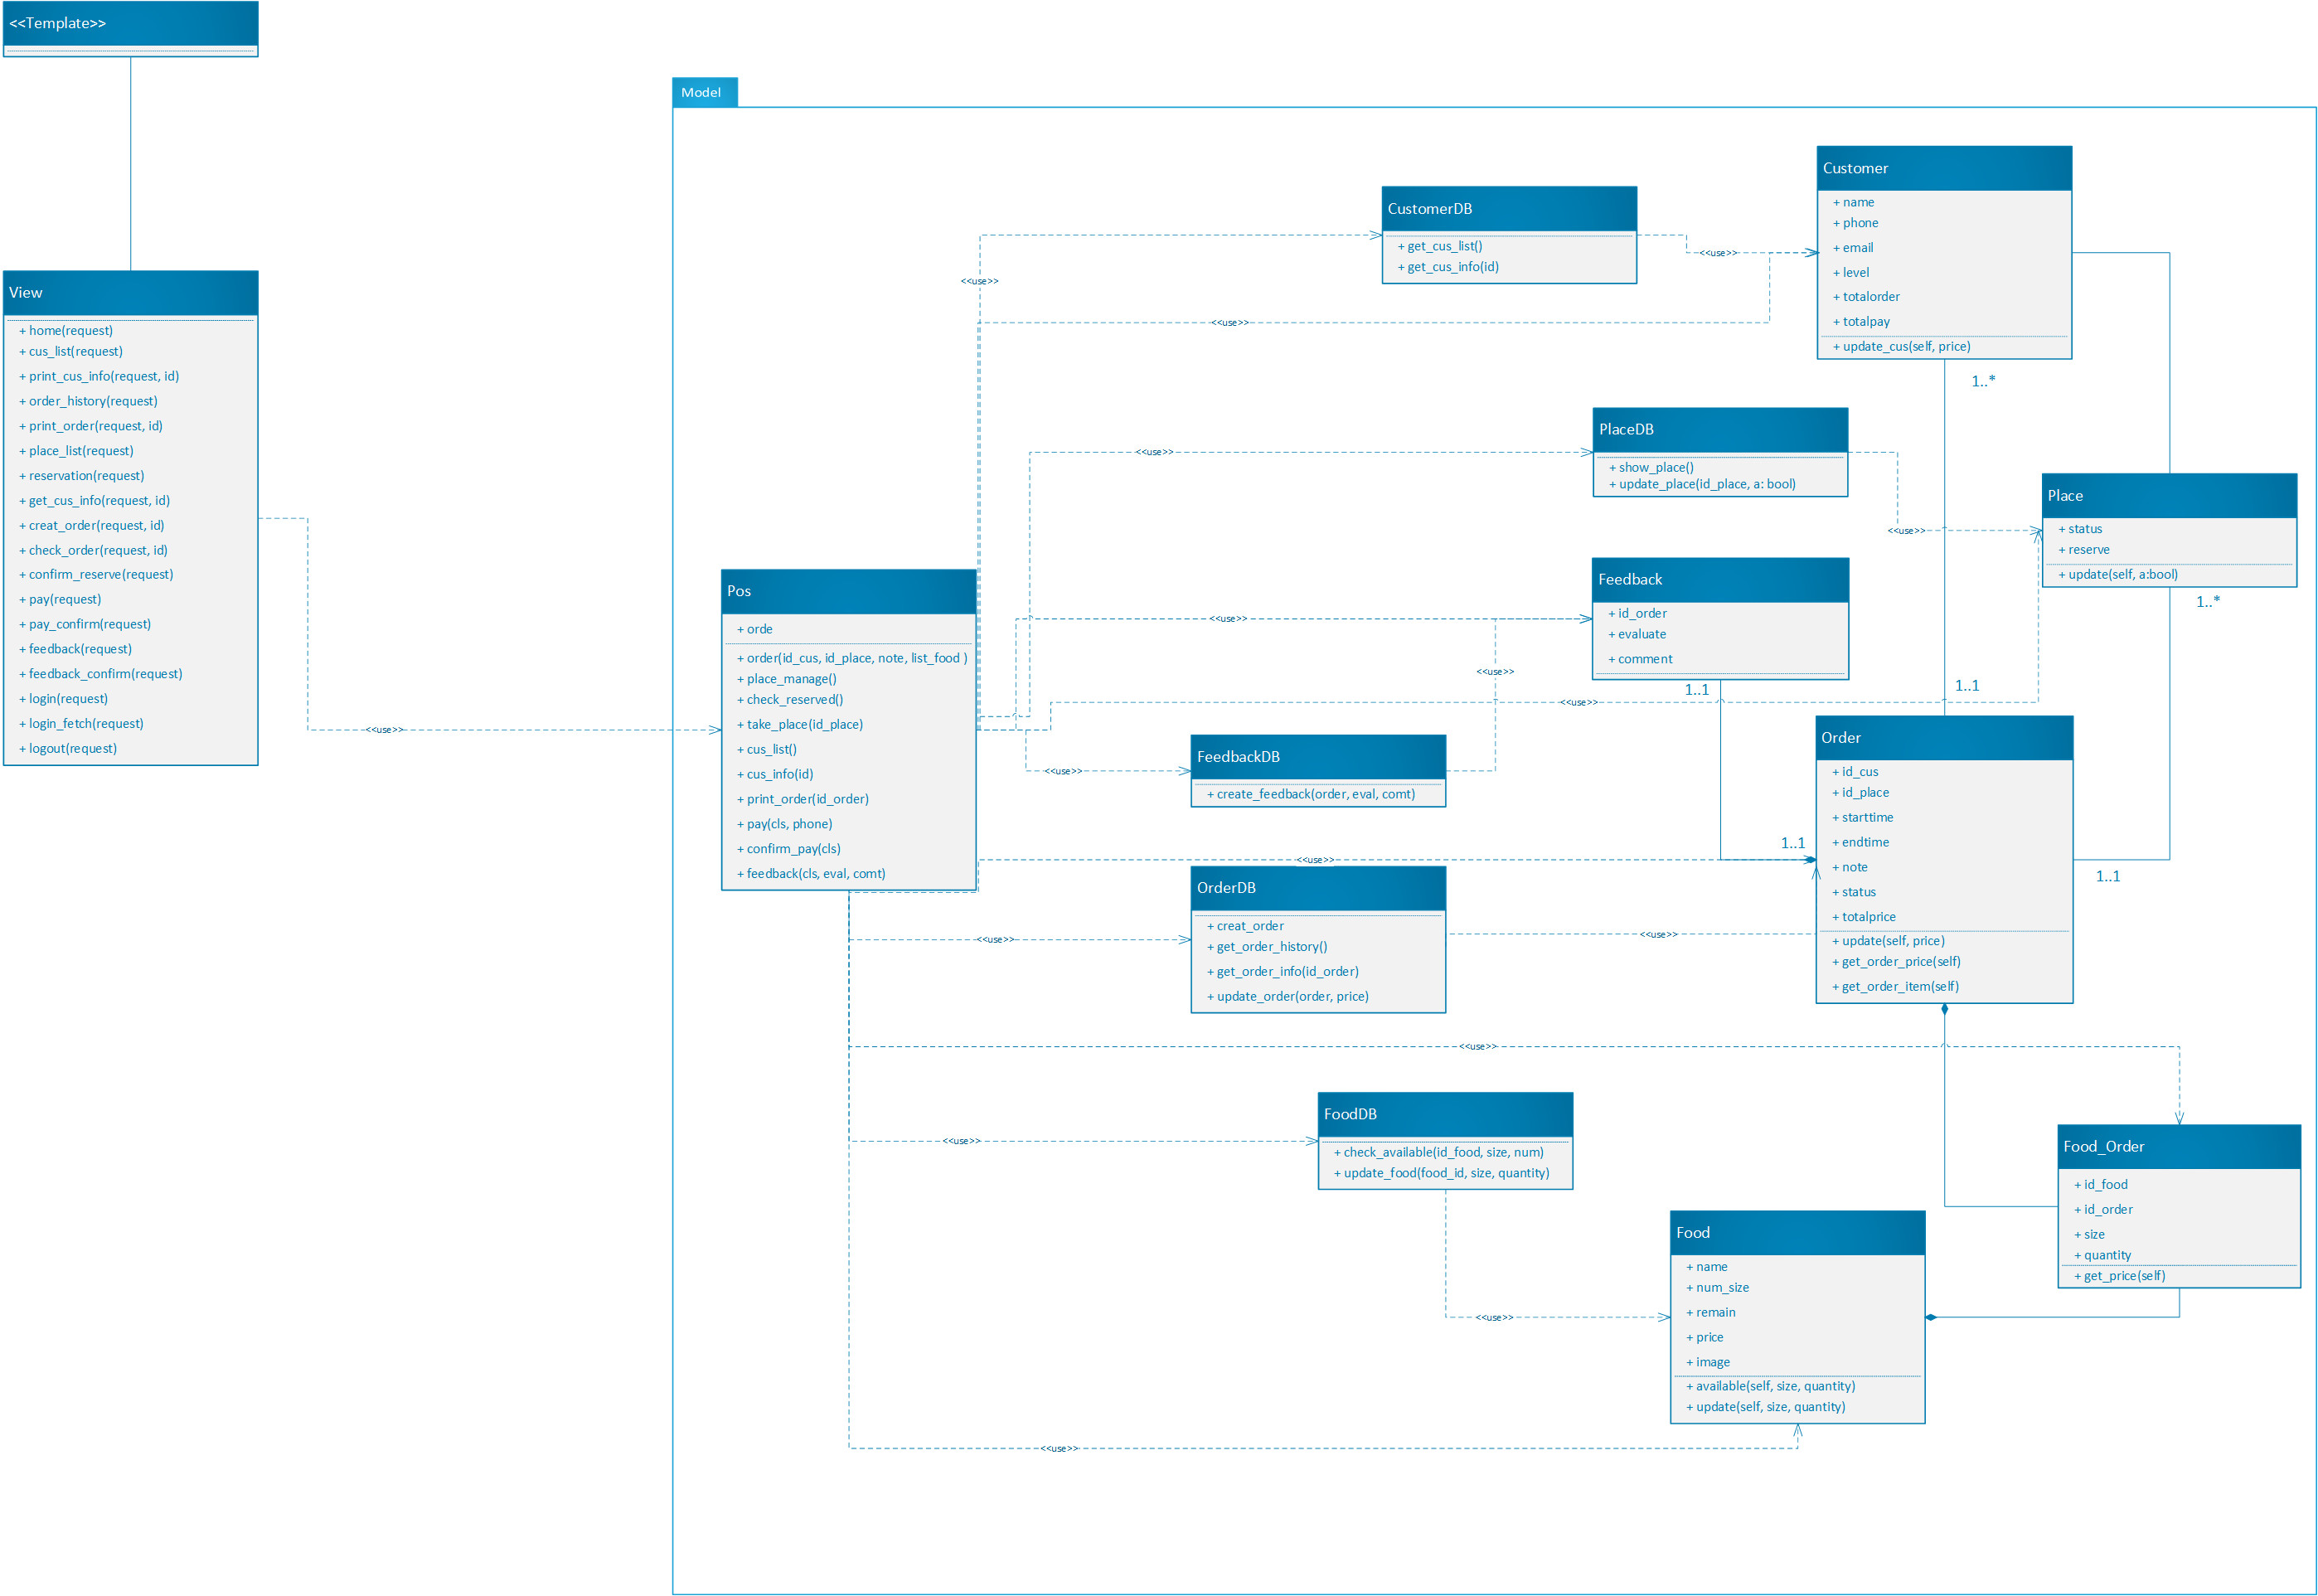 <<Template>>
View
+ home(request)
+ cus_list(request)
+ print_cus_info(request, id)
+ order_history(request)
+ print_order(request, id)
+ place_list(request)
+ reservation(request)
+ get_cus_info(request, id)
+ creat_order(request, id)
+ check_order(request, id)
+ confirm_reserve(request)
+ pay(request)
+ pay_confirm(request)
+ feedback(request)
+ feedback_confirm(request)
+ login(request)
+ login_fetch(request)
+ logout(request)
<<use>>
Model
Pos
+ orde
+ order(id_cus, id_place, note, list_food )
+ place_manage()
+ check_reserved()
+ take_place(id_place)
+ cus_list()
+ cus_info(id)
+ print_order(id_order)
+ pay(cls, phone)
+ confirm_pay(cls)
+ feedback(cls, eval, comt)
<<use>>
CustomerDB
+ get_cus_list()
+ get_cus_info(id)
<<use>>
<<use>>
Customer
+ name
+ phone
+ email
+ level
+ totalorder
+ totalpay
+ update_cus(self, price)
1..*
<<use>>
PlaceDB
+ show_place()
+ update_place(id_place, a: bool)
<<use>>
Place
+ status
+ reserve
+ update(self, a:bool)
1..*
<<use>>
Feedback
+ id_order
+ evaluate
+ comment
1..1
<<use>>
<<use>>
1..1
<<use>>
FeedbackDB
+ create_feedback(order, eval, comt)
Order
+ id_cus
+ id_place
+ starttime
+ endtime
+ note
+ status
+ totalprice
+ update(self, price)
+ get_order_price(self)
+ get_order_item(self)
1..1
1..1
<<use>>
OrderDB
+ creat_order
+ get_order_history()
+ get_order_info(id_order)
+ update_order(order, price)
<<use>>
<<use>>
<<use>>
FoodDB
+ check_available(id_food, size, num)
+ update_food(food_id, size, quantity)
<<use>>
Food_Order
+ id_food
+ id_order
+ size
+ quantity
+ get_price(self)
Food
+ name
+ num_size
+ remain
+ price
+ image
+ available(self, size, quantity)
+ update(self, size, quantity)
<<use>>
<<use>>